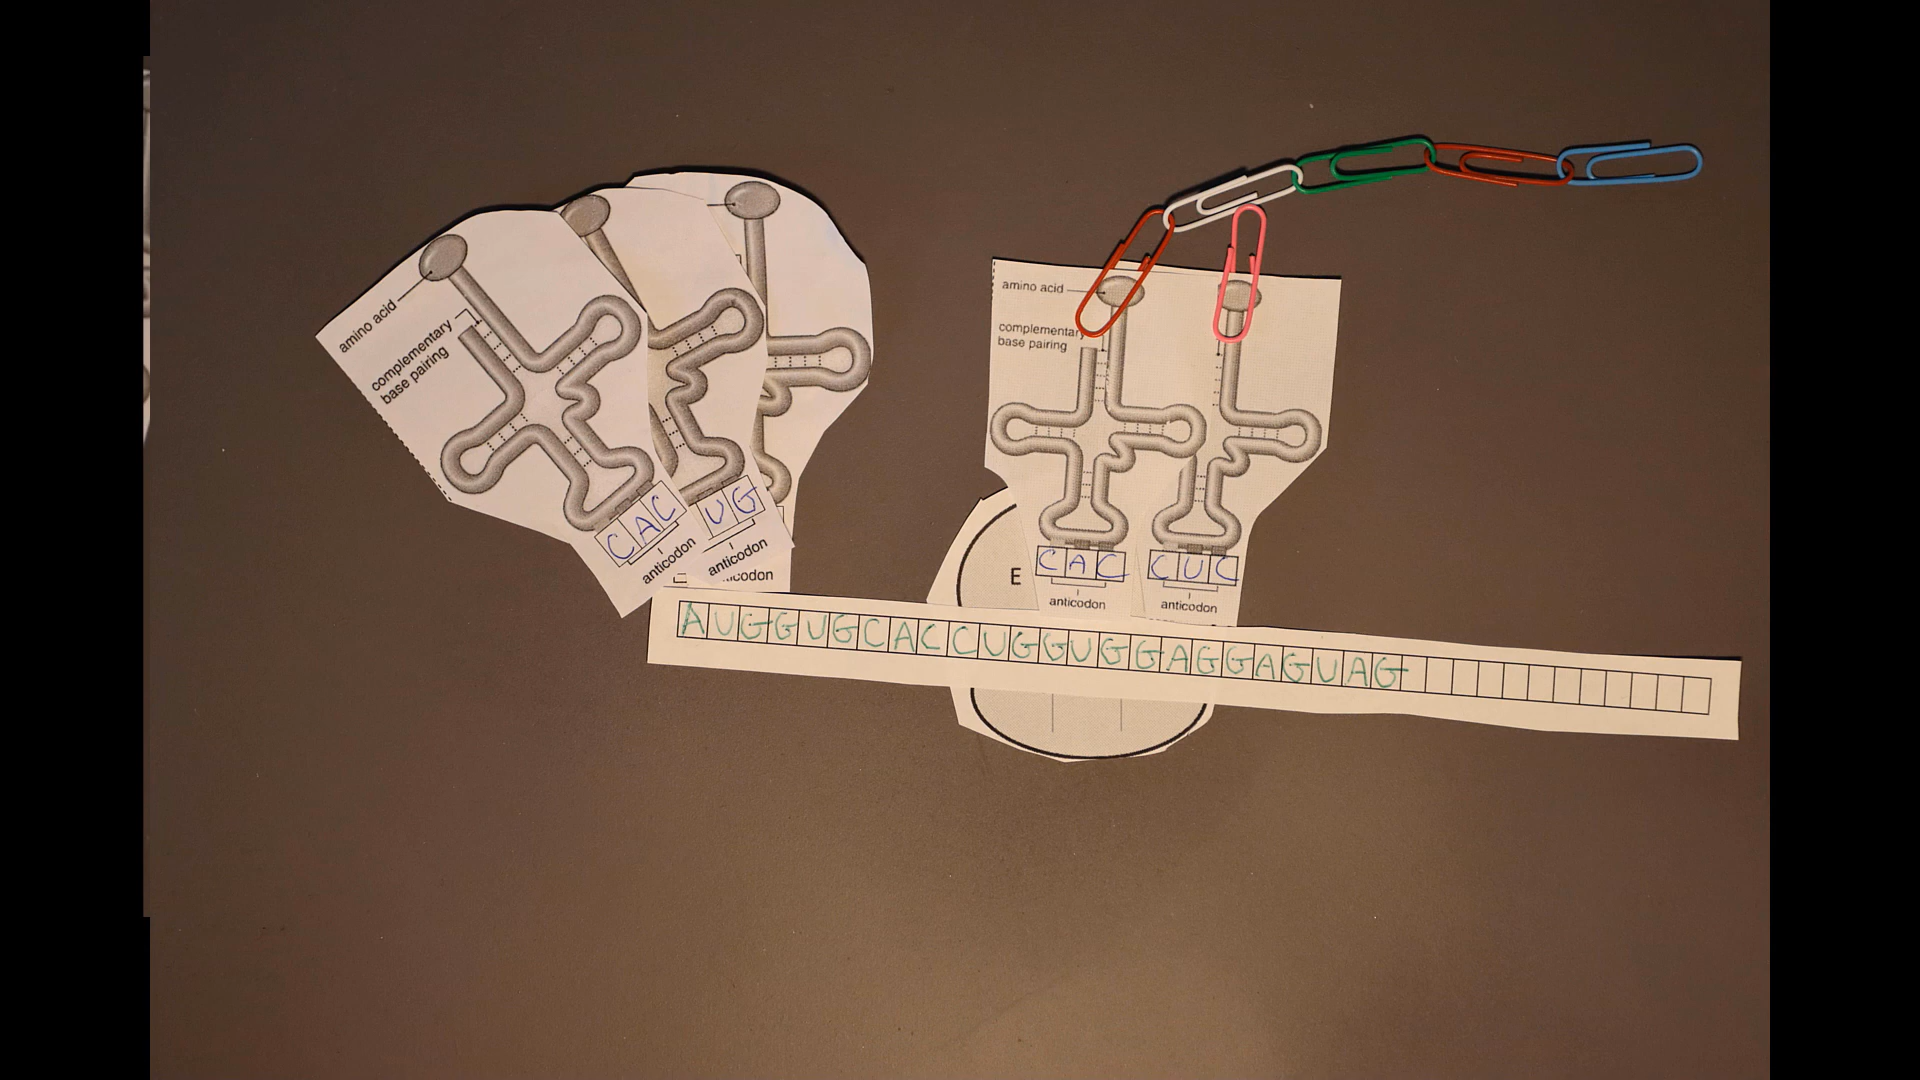 amino acid
complementary
base pairing
CAC
anticodon
UG
anticodon
amino acid
complementary
base pairing
E
CAC
anticodon
CUC
anticodon
AUGGUGCACCUGGUGGAGGAGUAG